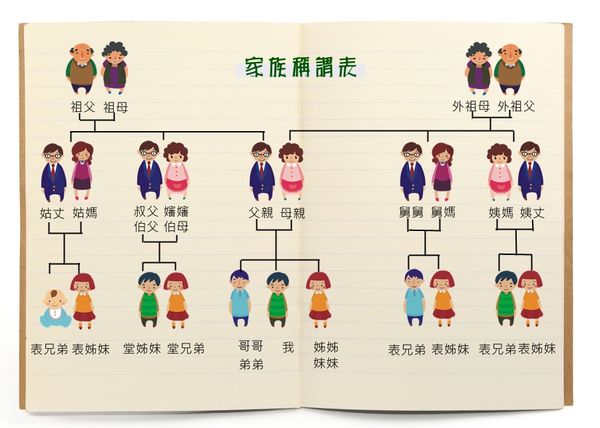 家族稱謂表
祖父 祖母
外祖母 外祖父
姑丈 姑媽
叔父 嬸嬸
伯父 伯母
父親 母親
舅舅 舅媽
姨媽 姨丈
表兄弟 表姊妹
堂姊妹 堂兄弟
哥哥
弟弟
我
姊姊
妹妹
表兄弟 表姊妹
表兄弟 表姊妹